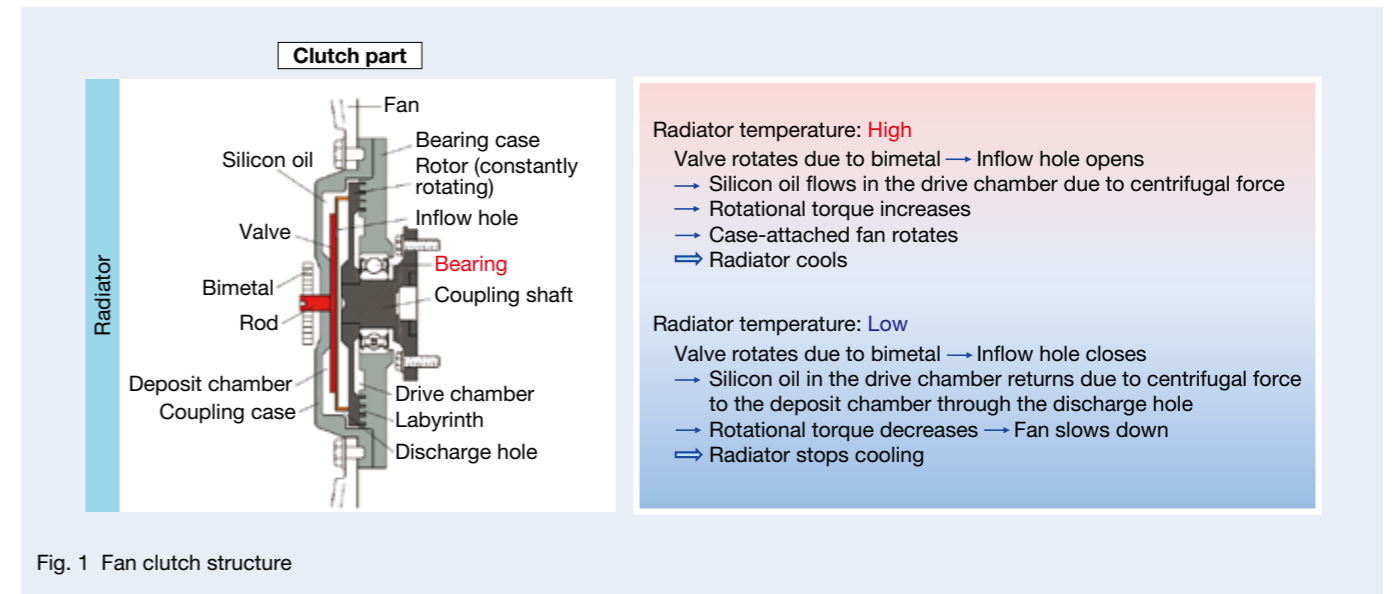 Clutch part
Radiator
Fan
Bearing case
Rotor (constantly
rotating)
Inflow hole
Bearing
Coupling shaft
Drive chamber
Labyrinth
Discharge hole
Silicon oil
Valve
Bimetal
Rod
Deposit chamber
Coupling case
Radiator temperature: High
Valve rotates due to bimetal → Inflow hole opens
→ Silicon oil flows in the drive chamber due to centrifugal force
→ Rotational torque increases
→ Case-attached fan rotates
⇒ Radiator cools
Radiator temperature: Low
Valve rotates due to bimetal → Inflow hole closes
→ Silicon oil in the drive chamber returns due to centrifugal force
to the deposit chamber through the discharge hole
→ Rotational torque decreases → Fan slows down
⇒ Radiator stops cooling
Fig. 1 Fan clutch structure